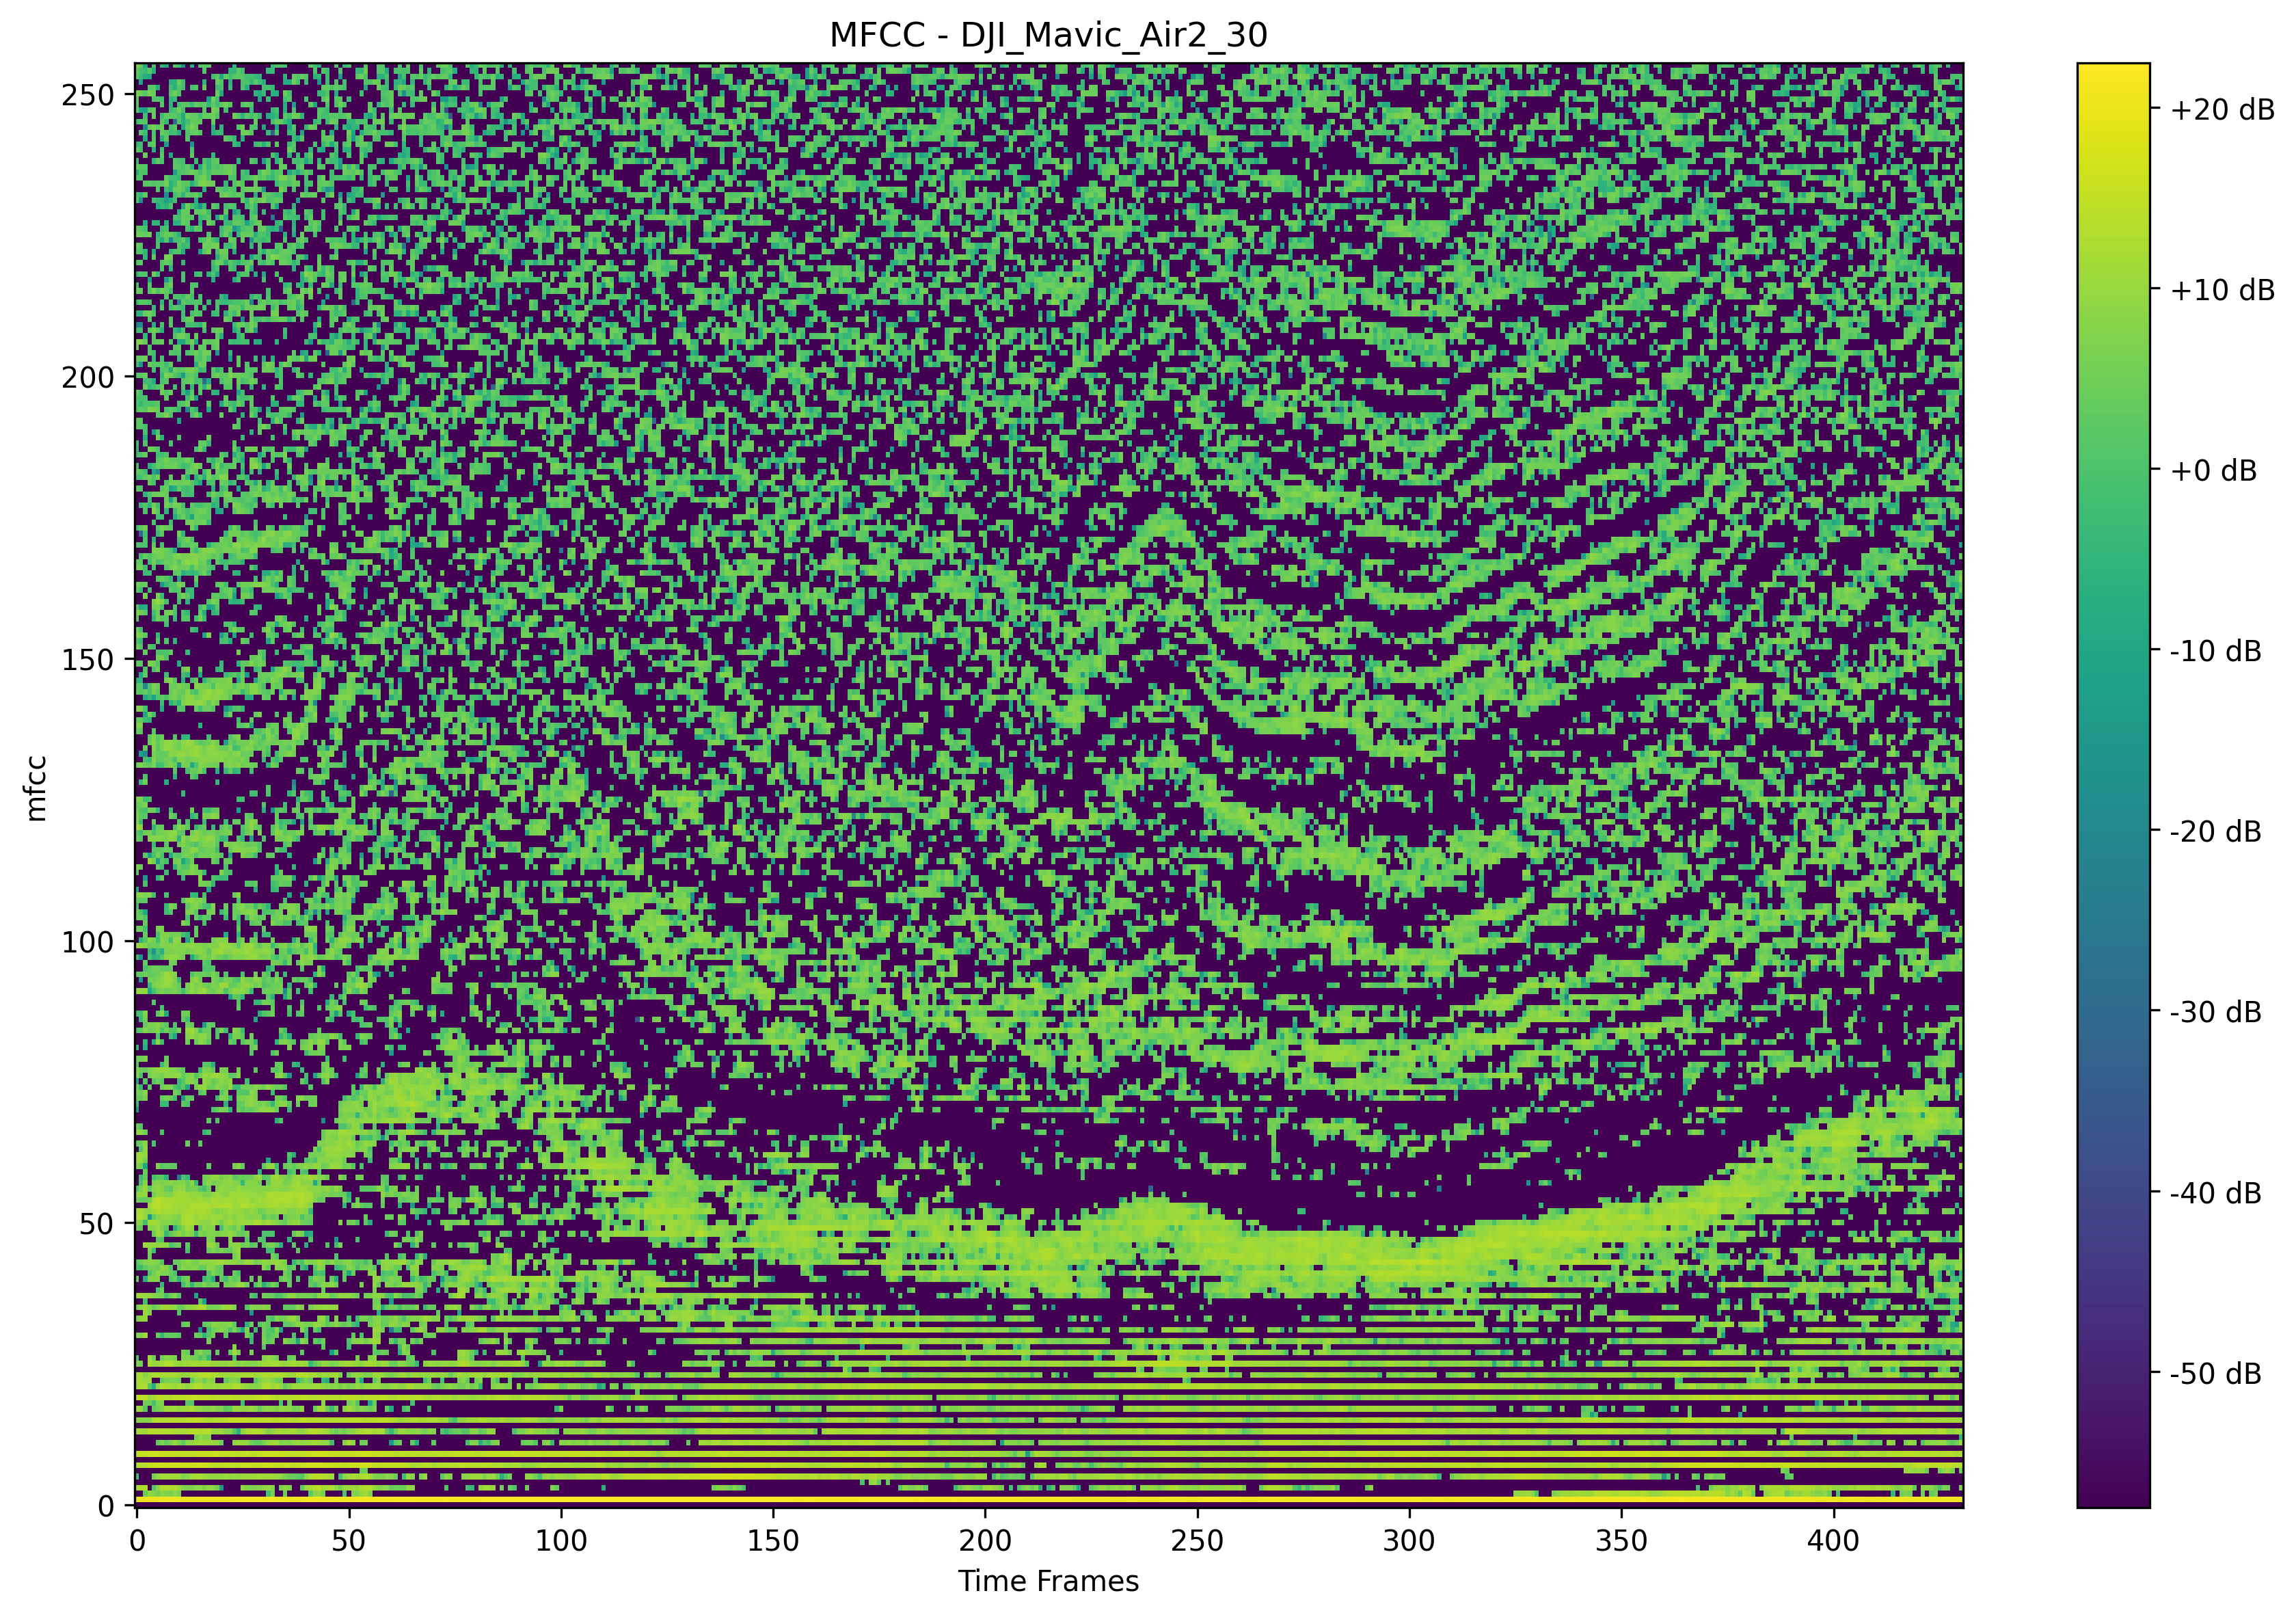 MFCC - DJI_Mavic_Air2_30
mfcc
250
200
150
100
50
0
0 50 100 150 200 250 300 350 400
Time Frames
+20 dB
+10 dB
+0 dB
-10 dB
-20 dB
-30 dB
-40 dB
-50 dB